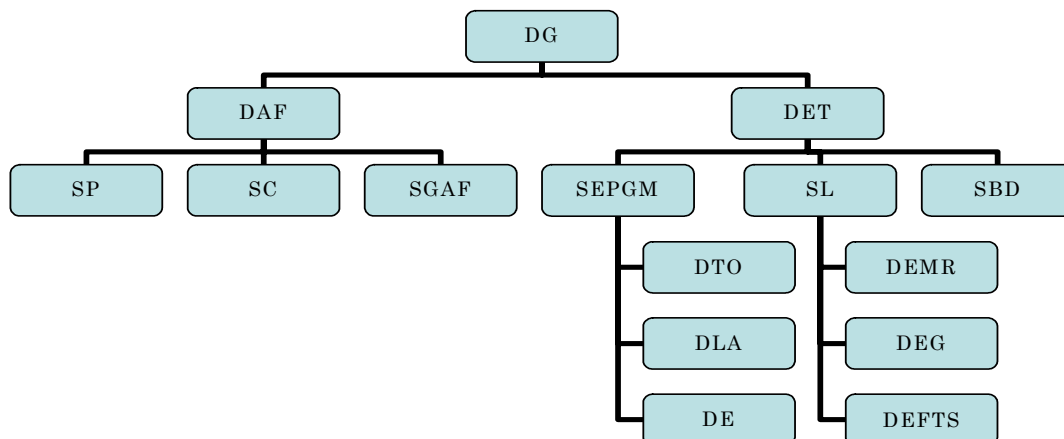 DG
DAF
DET
SP
SC
SGAF
SEPGM
SL
SBD
DTO
DEMR
DLA
DEG
DE
DEFTS